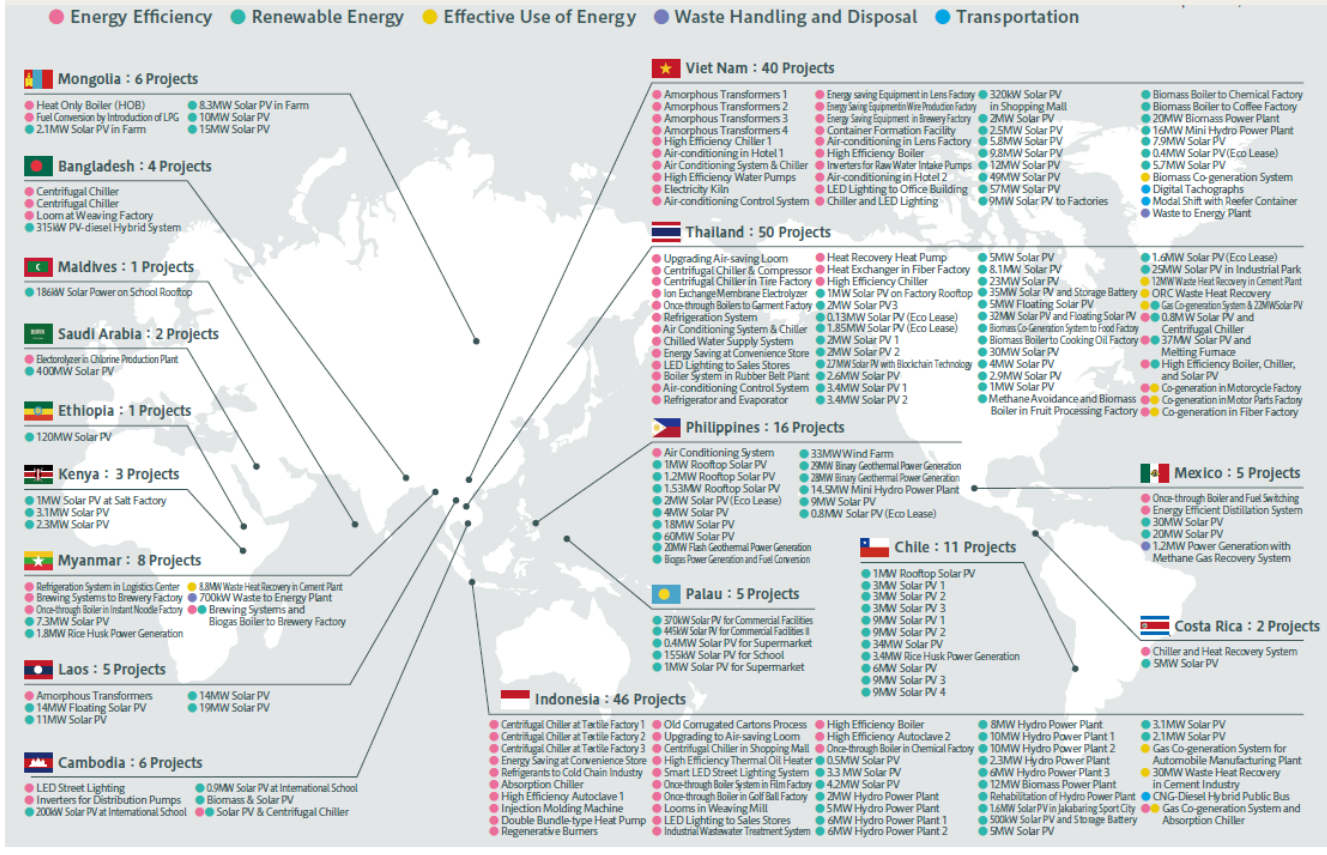 Energy Efficiency Renewable Energy Effective Use of Energy Waste Handling and Disposal Transportation
Mongolia : 6 Projects
Heat Only Boiler (HOB)
Fuel Conversion by Introduction of LPG
2.1MW Solar PV in Farm
8.3MW Solar PV in Farm
10MW Solar PV
15MW Solar PV
Bangladesh : 4 Projects
Centrifugal Chiller
Centrifugal Chiller
Loom at Weaving Factory
315kW PV-diesel Hybrid System
Maldives : 1 Projects
186kW Solar Power on School Rooftop
Saudi Arabia : 2 Projects
Electorolyzer in Chlorine Production Plant
400MW Solar PV
Ethiopia : 1 Projects
120MW Solar PV
Kenya : 3 Projects
1MW Solar PV at Salt Factory
3.1MW Solar PV
2.3MW Solar PV
Myanmar : 8 Projects
Refrigeration System in Logistics Center
Brewing Systems to Brewery Factory
Once-through Boiler in Instant Noodle Factory
7.3MW Solar PV
1.8MW Rice Husk Power Generation
8.8MW Waste Heat Recovery in Cement Plant
700kW Waste to Energy Plant
Brewing Systems and
Biogas Boiler to Brewery Factory
Laos : 5 Projects
Amorphous Transformers
14MW Floating Solar PV
11MW Solar PV
14MW Solar PV
19MW Solar PV
Cambodia : 6 Projects
LED Street Lighting
Inverters for Distribution Pumps
200kW Solar PV at International School
0.9MW Solar PV at International School
Biomass & Solar PV
Solar PV & Centrifugal Chiller
Viet Nam : 40 Projects
Amorphous Transformers 1
Amorphous Transformers 2
Amorphous Transformers 3
Amorphous Transformers 4
High Efficiency Chiller 1
Air-conditioning in Hotel 1
Air Conditioning System & Chiller
High Efficiency Water Pumps
Electricity Kiln
Air-conditioning Control System
Energy saving Equipment in Lens Factory
Energy Saving Equipment in Wire Production Factory
Energy Saving Equipment in Brewery Factory
Container Formation Facility
Air-conditioning in Lens Factory
High Efficiency Boiler
Inverters for Raw Water Intake Pumps
Air-conditioning in Hotel 2
LED Lighting to Office Building
Chiller and LED Lighting
320kW Solar PV
in Shopping Mall
2MW Solar PV
2.5MW Solar PV
5.8MW Solar PV
9.8MW Solar PV
12MW Solar PV
49MW Solar PV
57MW Solar PV
9MW Solar PV to Factories
Biomass Boiler to Chemical Factory
Biomass Boiler to Coffee Factory
20MW Biomass Power Plant
16MW Mini Hydro Power Plant
7.9MW Solar PV
0.4MW Solar PV(Eco Lease)
5.7MW Solar PV
Biomass Co-generation System
Digital Tachographs
Modal Shift with Reefer Container
Waste to Energy Plant
Thailand : 50 Projects
Upgrading Air-saving Loom
Centrifugal Chiller & Compressor
Centrifugal Chiller in Tire Factory
Ion Exchange Membrane Electrolyzer
Once-through Boilers to Garment Factory
Refrigeration System
Air Conditioning System & Chiller
Chilled Water Supply System
Energy Saving at Convenience Store
LED Lighting to Sales Stores
Boiler System in Rubber Belt Plant
Air-conditioning Control System
Refrigerator and Evaporator
Heat Recovery Heat Pump
Heat Exchanger in Fiber Factory
High Efficiency Chiller
1MW Solar PV on Factory Rooftop
2MW Solar PV3
0.13MW Solar PV (Eco Lease)
1.85MW Solar PV (Eco Lease)
2MW Solar PV 1
2MW Solar PV 2
27MW Solar PV with Blockchain Technology
2.6MW Solar PV
3.4MW Solar PV 1
3.4MW Solar PV 2
5MW Solar PV
8.1MW Solar PV
23MW Solar PV
35MW Solar PV and Storage Battery
5MW Floating Solar PV
32MW Solar PV and Floating Solar PV
Biomass Co-Generation System to Food Factory
Biomass Boiler to Cooking Oil Factory
30MW Solar PV
4MW Solar PV
2.9MW Solar PV
1MW Solar PV
Methane Avoidance and Biomass
Boiler in Fruit Processing Factory
1.6MW Solar PV(Eco Lease)
25MW Solar PV in Industrial Park
12MW Waste Heat Recovery in Cement Plant
ORC Waste Heat Recovery
Gas Co-generation System & 22MWSolar PV
0.8MW Solar PV and
Centrifugal Chiller
37MW Solar PV and
Melting Furnace
High Efficiency Boiler, Chiller,
and Solar PV
Co-generation in Motorcycle Factory
Co-generation in Motor Parts Factory
Co-generation in Fiber Factory
Philippines : 16 Projects
Air Conditioning System
1MW Rooftop Solar PV
1.2MW Rooftop Solar PV
1.53MW Rooftop Solar PV
2MW Solar PV (Eco Lease)
4MW Solar PV
18MW Solar PV
60MW Solar PV
20MW Flash Geothermal Power Generation
Biogas Power Generation and Fuel Conversion
33MW Wind Farm
29MW Binary Geothermal Power Generation
28MW Binary Geothermal Power Generation
14.5MW Mini Hydro Power Plant
9MW Solar PV
0.8MW Solar PV (Eco Lease)
Mexico : 5 Projects
Once-through Boiler and Fuel Switching
Energy Efficient Distillation System
30MW Solar PV
20MW Solar PV
1.2MW Power Generation with
Methane Gas Recovery System
Chile : 11 Projects
1MW Rooftop Solar PV
3MW Solar PV 1
3MW Solar PV 2
3MW Solar PV 3
9MW Solar PV 1
9MW Solar PV 2
34MW Solar PV
3.4MW Rice Husk Power Generation
6MW Solar PV
9MW Solar PV 3
9MW Solar PV 4
Palau : 5 Projects
370kW Solar PV for Commercial Facilities
445kW Solar PV for Commercial Facilities II
0.4MW Solar PV for Supermarket
155kW Solar PV for School
1MW Solar PV for Supermarket
Costa Rica : 2 Projects
Chiller and Heat Recovery System
5MW Solar PV
Indonesia : 46 Projects
Centrifugal Chiller at Textile Factory 1
Centrifugal Chiller at Textile Factory 2
Centrifugal Chiller at Textile Factory 3
Energy Saving at Convenience Store
Refrigerants to Cold Chain Industry
Absorption Chiller
High Efficiency Autoclave 1
Injection Molding Machine
Double Bundle-type Heat Pump
Regenerative Burners
Old Corrugated Cartons Process
Upgrading to Air-saving Loom
Centrifugal Chiller in Shopping Mall
High Efficiency Thermal Oil Heater
Smart LED Street Lighting System
Once-through Boiler System in Film Factory
Once-through Boiler in Golf Ball Factory
Looms in Weaving Mill
LED Lighting to Sales Stores
Industrial Wastewater Treatment System
High Efficiency Boiler
High Efficiency Autoclave 2
Once-through Boiler in Chemical Factory
0.5MW Solar PV
3.3 MW Solar PV
4.2MW Solar PV
2MW Hydro Power Plant
5MW Hydro Power Plant
6MW Hydro Power Plant 1
6MW Hydro Power Plant 2
8MW Hydro Power Plant
10MW Hydro Power Plant 1
10MW Hydro Power Plant 2
2.3MW Hydro Power Plant
6MW Hydro Power Plant 3
12MW Biomass Power Plant
Rehabilitation of Hydro Power Plant
1.6MW Solar PV in Jakabaring Sport City
500kW Solar PV and Storage Battery
5MW Solar PV
3.1MW Solar PV
2.1MW Solar PV
Gas Co-generation System for
Automobile Manufacturing Plant
30MW Waste Heat Recovery
in Cement Industry
CNG-Diesel Hybrid Public Bus
Gas Co-generation System and
Absorption Chiller